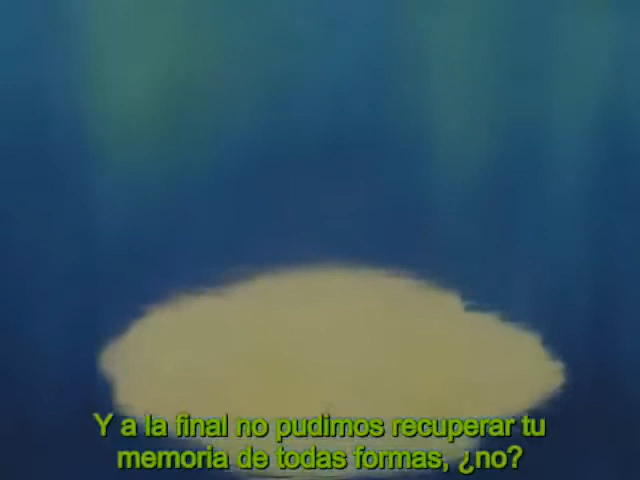 Y a la final no pudimos recuperar tu
memoria de todas formas, ¿no?